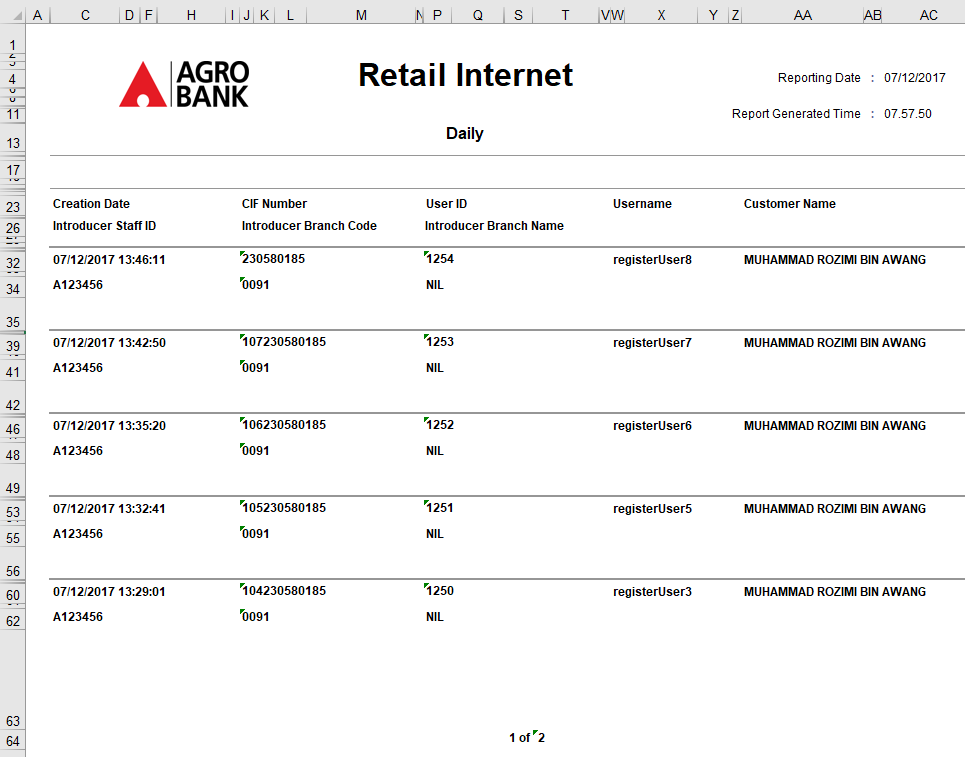 A C D F H I J K L M N P Q S T V W X Y Z AA AB AC
1
4
11
13
17
23
26
32
34
35
39
41
42
46
48
49
53
55
56
60
62
63
64
AGRO
BANK
Retail Internet
Daily
Reporting Date : 07/12/2017
Report Generated Time : 07.57.50
Creation Date CIF Number User ID Username Customer Name
Introducer Staff ID Introducer Branch Code Introducer Branch Name
07/12/2017 13:46:11 230580185 1254 registerUser8 MUHAMMAD ROZIMI BIN AWANG
A123456 0091 NIL
07/12/2017 13:42:50 107230580185 1253 registerUser7 MUHAMMAD ROZIMI BIN AWANG
A123456 0091 NIL
07/12/2017 13:35:20 106230580185 1252 registerUser6 MUHAMMAD ROZIMI BIN AWANG
A123456 0091 NIL
07/12/2017 13:32:41 105230580185 1251 registerUser5 MUHAMMAD ROZIMI BIN AWANG
A123456 0091 NIL
07/12/2017 13:29:01 104230580185 1250 registerUser3 MUHAMMAD ROZIMI BIN AWANG
A123456 0091 NIL
1 of 2